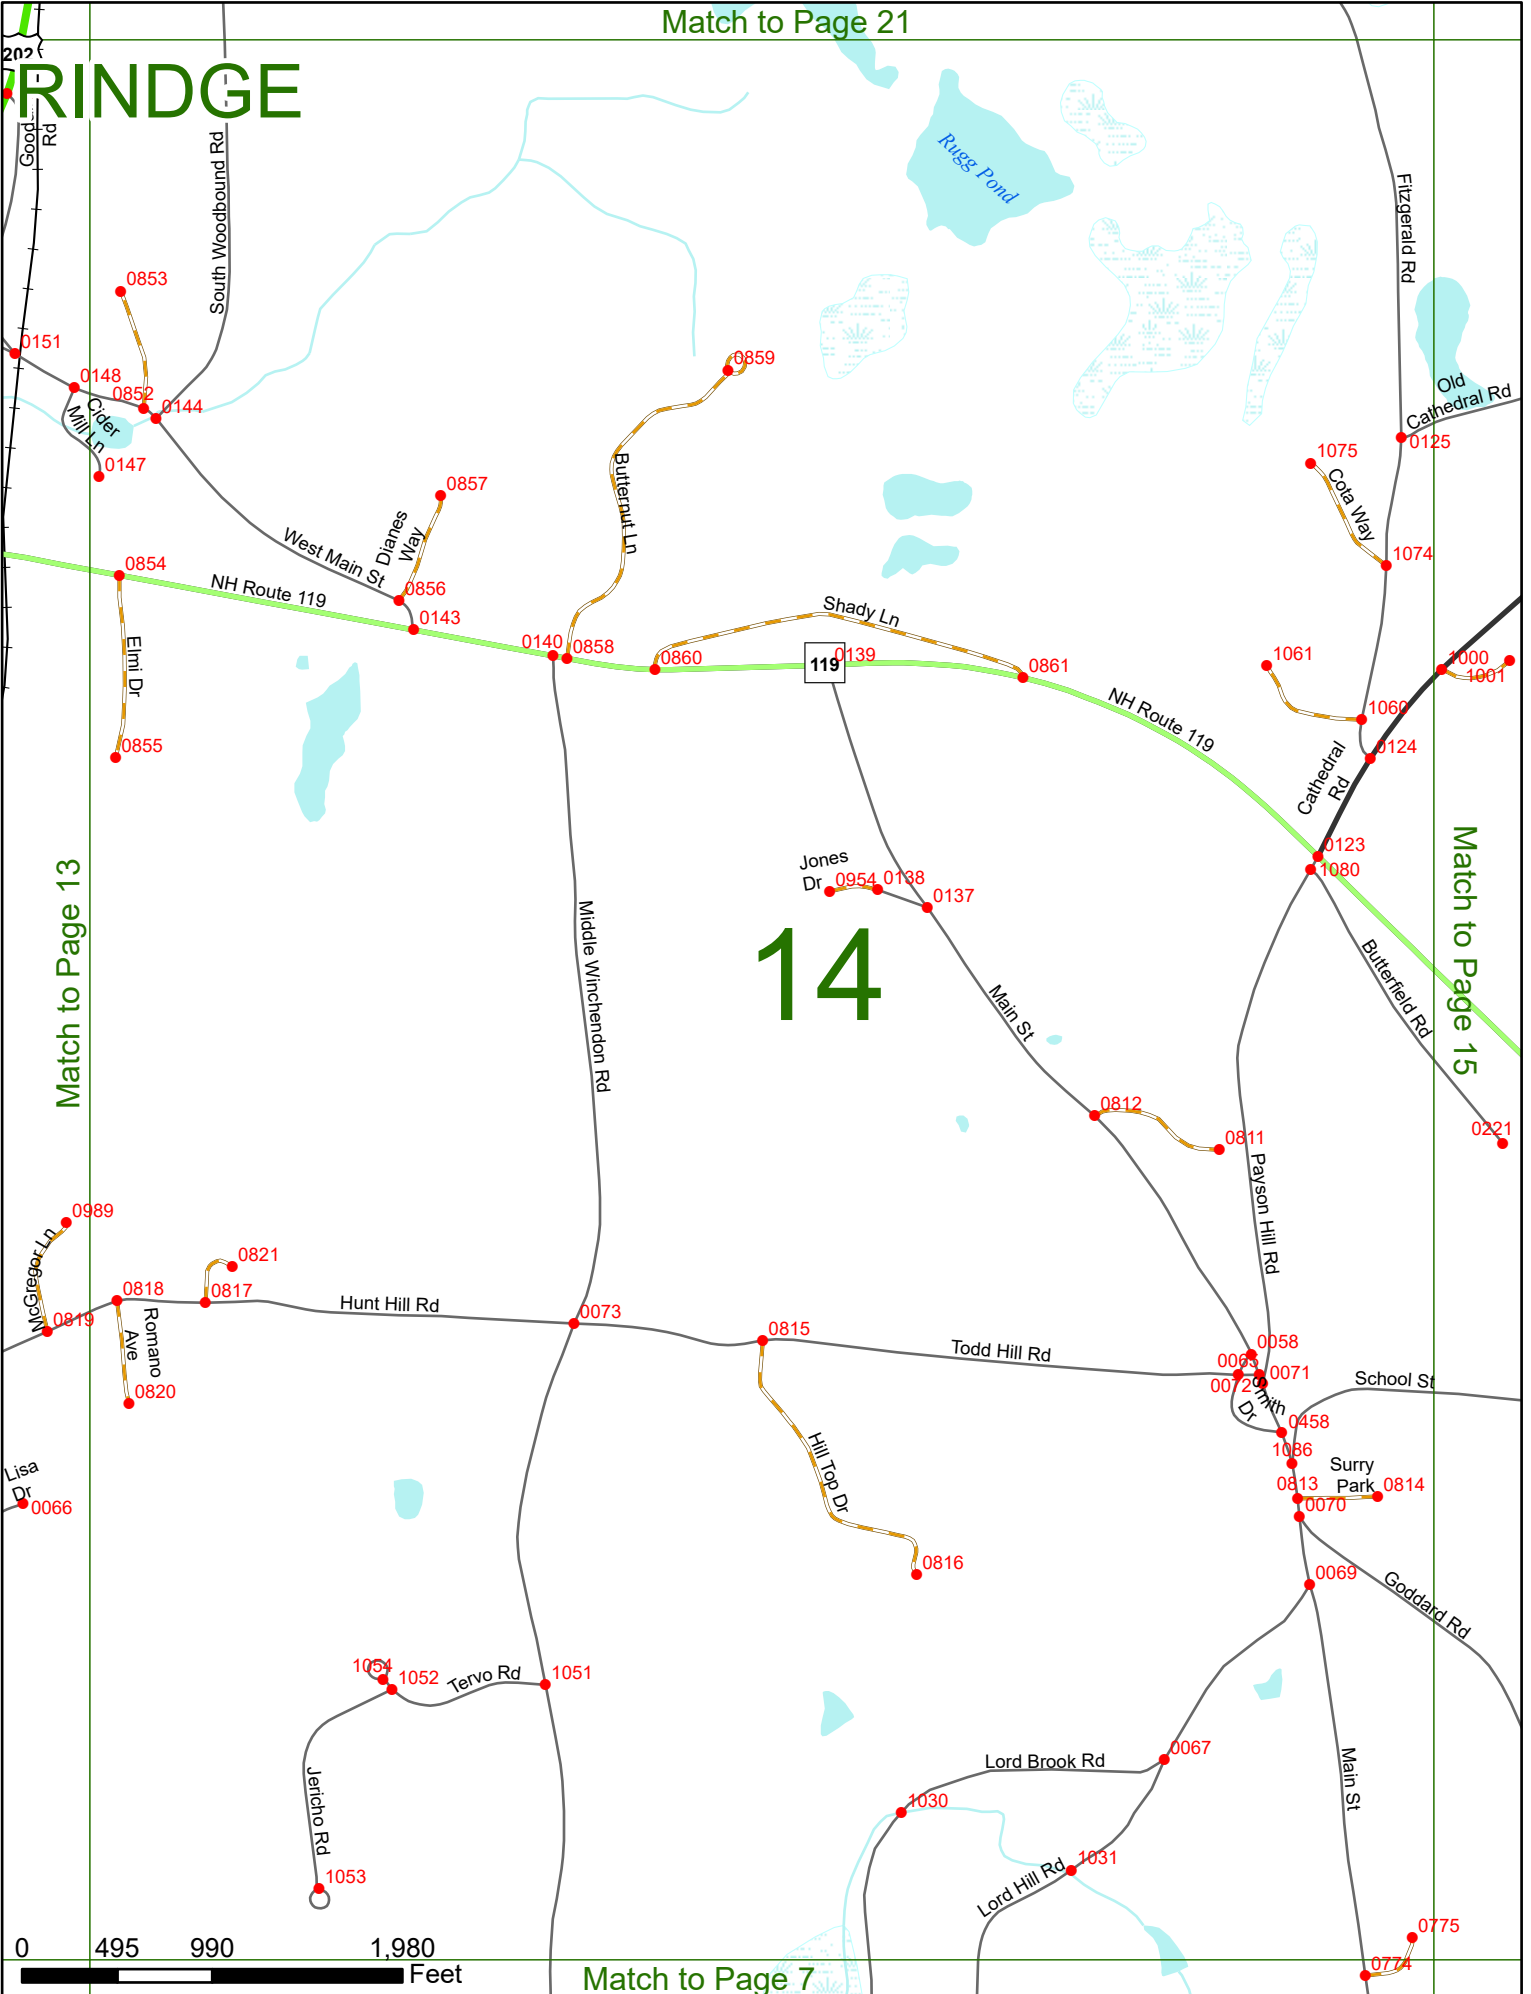 Match to Page 21
202
RINDGE
Rd
South Woodbound Rd
Rugg Pond
Fitzgerald Rd
0853
0151
0148
0852
0144
Cider
Mill Ln
0147
0859
Old
Cathedral Rd
0125
1075
Cota Way
1074
0857
Dianes
Way
Butternut Ln
West Main St
0856
0854
NH Route 119
0143
0140
0858
0860
Shady Ln
119
0139
0861
NH Route 119
1061
1000
1001
1060
0124
Elmi Dr
0855
Cathedral
Rd
0123
1080
Match to Page 13
Match to Page 15
Jones
Dr
0954
0138
0137
14
Middle Winchendon Rd
Main St
Butterfield Rd
0812
0811
0221
Payson Hill Rd
0989
McGregor Ln
0821
0818
0817
0819
Romano
Ave
0820
Hunt Hill Rd
0073
0815
Todd Hill Rd
0058
0065
0071
0072
Smith
Dr
School St
0458
1086
Surry
Park
0813
0814
0070
Hill Top Dr
Lisa
Dr
0066
0816
0069
Goddard Rd
1054
1052
Tervo Rd
1051
Jericho Rd
1053
Lord Brook Rd
0067
1030
Main St
1031
Lord Hill Rd
0775
0774
0 495 990 1,980
Feet
Match to Page 7